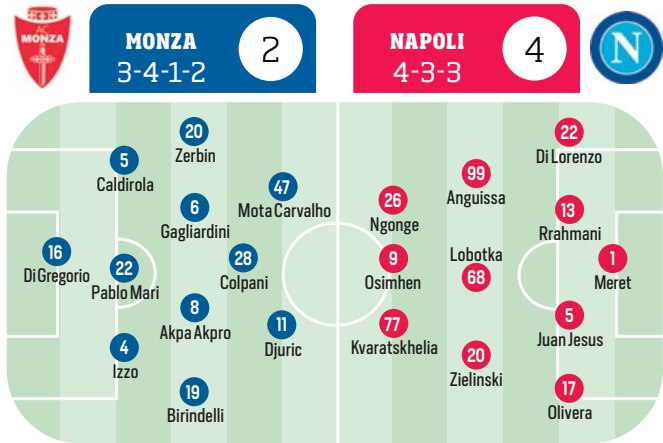 AC
MONZA
MONZA
3-4-1-2
2
NAPOLI
4-3-3
4
N
20
Zerbin
5
Caldirola
47
Mota Carvalho
6
Gagliardini
16
Di Gregorio
22
Pablo Mari
28
Colpani
8
Akpa Akpro
11
Djuric
4
Izzo
19
Birindelli
22
Di Lorenzo
99
Anguissa
26
Ngonge
13
Rrahmani
9
Osimhen
Lobotka
68
1
Meret
77
Kvaratskhelia
5
Juan Jesus
20
Zielinski
17
Olivera